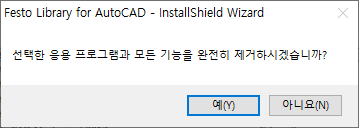 Festo Library for AutoCAD - InstallShield Wizard
선택한 응용 프로그램과 모든 기능을 완전히 제거하시겠습니까?
예(Y)
아니요(N)